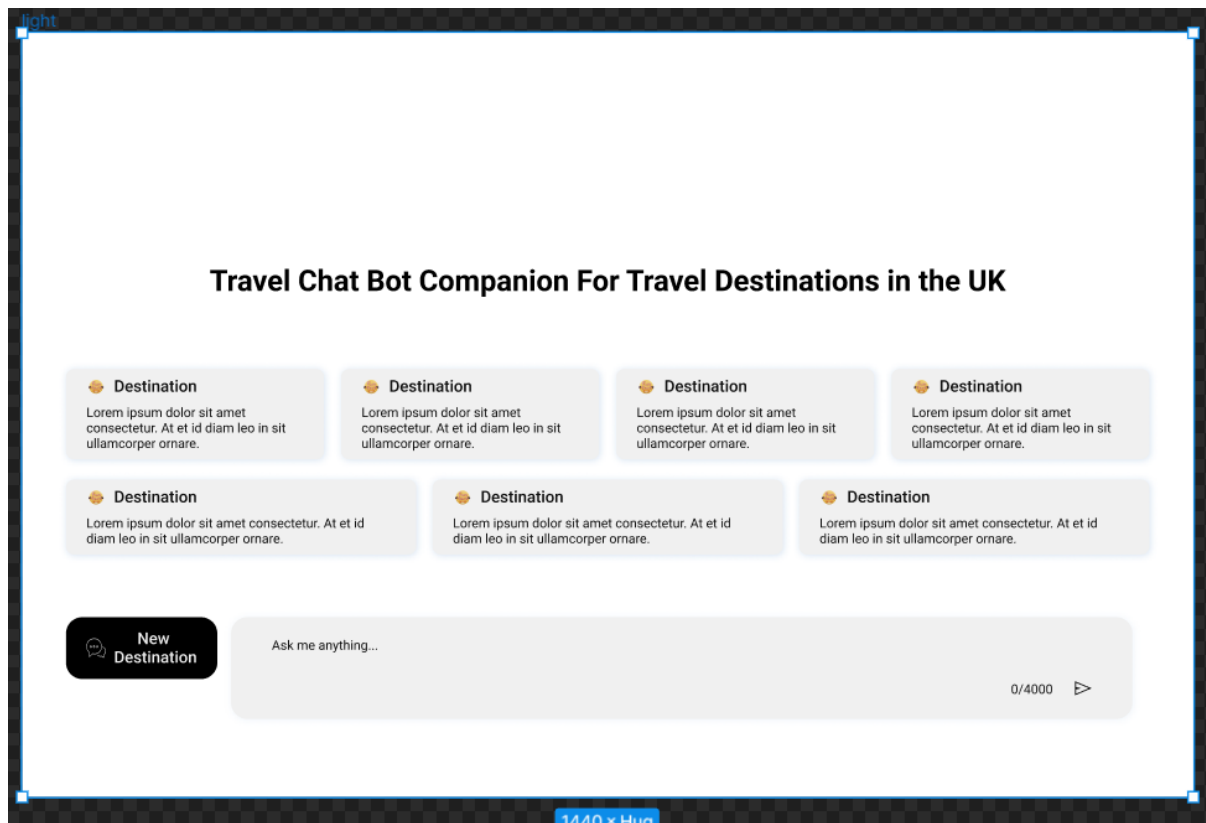 light
Travel Chat Bot Companion For Travel Destinations in the UK
Destination
Lorem ipsum dolor sit amet
consectetur. At et id diam leo in sit
ullamcorper ornare.
Destination
Lorem ipsum dolor sit amet
consectetur. At et id diam leo in sit
ullamcorper ornare.
Destination
Lorem ipsum dolor sit amet
consectetur. At et id diam leo in sit
ullamcorper ornare.
Destination
Lorem ipsum dolor sit amet
consectetur. At et id diam leo in sit
ullamcorper ornare.
Destination
Lorem ipsum dolor sit amet consectetur. At et id
diam leo in sit ullamcorper ornare.
Destination
Lorem ipsum dolor sit amet consectetur. At et id
diam leo in sit ullamcorper ornare.
Destination
Lorem ipsum dolor sit amet consectetur. At et id
diam leo in sit ullamcorper ornare.
New
Destination
Ask me anything...
0/4000
1440 × Hug